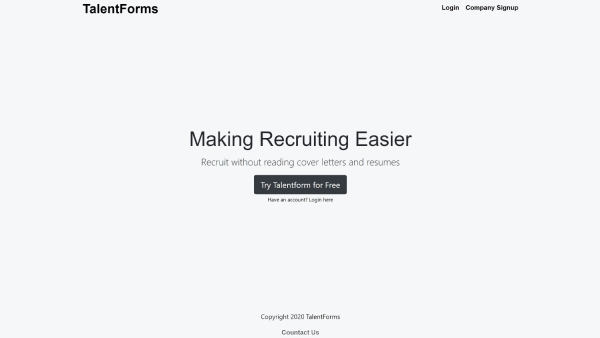 TalentForms
Login Company Signup
Making Recruiting Easier
Recruit without reading cover letters and resumes
Try Talentform for Free
Have an account? Login here
Copyright 2020 TalentForms
Countact Us